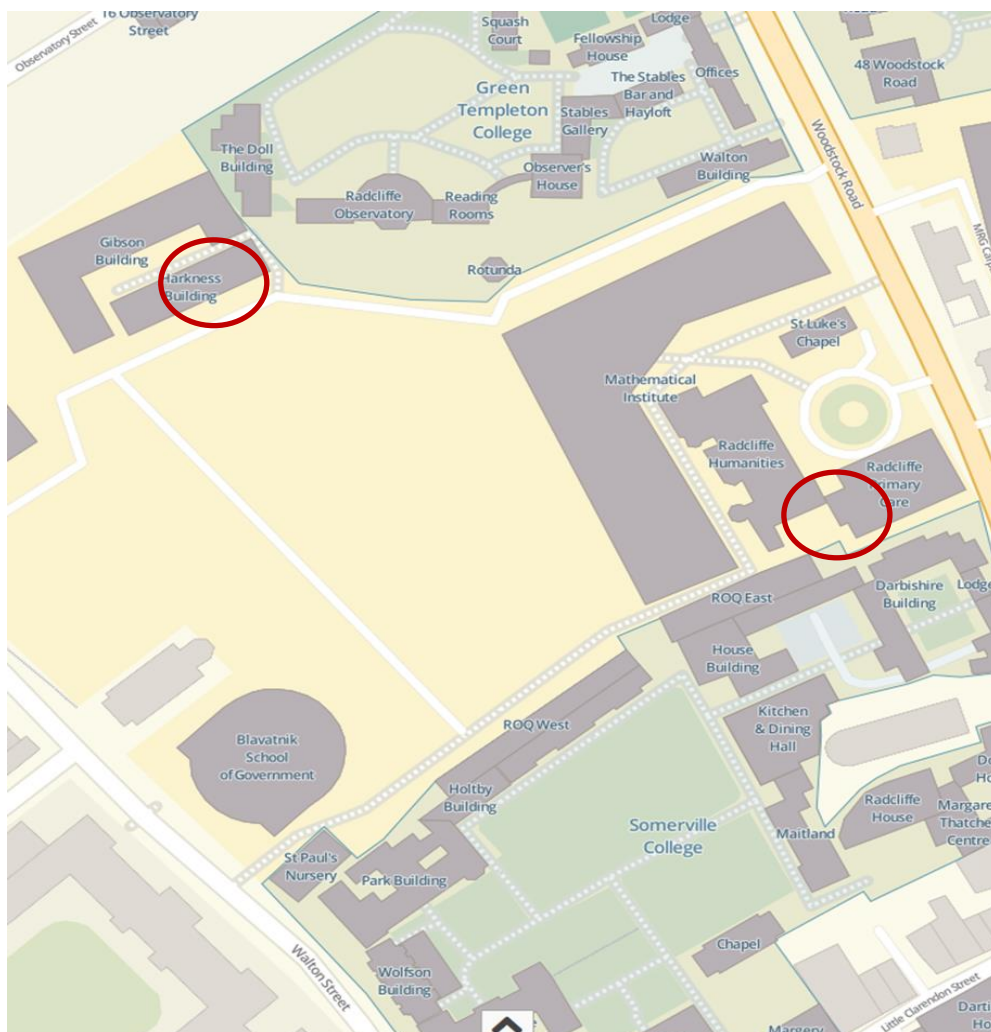 16 Observatory
Street
Observatory Street
Squash
Court
Lodge
Fellowship
House
Offices
48 Woodstock
Road
Green
Templeton
College
The Stables
Bar and
Hayloft
Stables
Gallery
The Doll
Building
Observer's
House
Walton
Building
Woodstock Road
Radcliffe
Observatory
Reading
Rooms
Gibson
Building
Harkness
Building
Rotunda
MRG
St Luke's
Chapel
Mathematical
Institute
Radcliffe
Humanities
Radcliffe
Primary
Care
ROQ East
Darbishire
Building
Lodge
House
Building
ROQ West
Kitchen
& Dining
Hall
Blavatnik
School
of Government
Holtby
Building
Radcliffe
House
Margaret
Thatcher
Centre
Somerville
College
Maitland
St Paul's
Nursery
Park Building
Walton Street
Chapel
Wolfson
Building
Little Clarendon Street
Margery